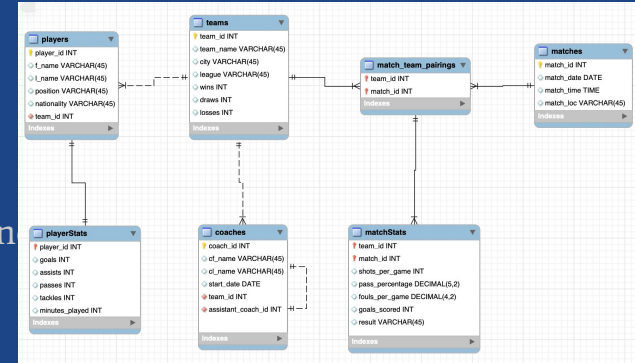 players
player_id INT
f_name VARCHAR(45)
l_name VARCHAR(45)
position VARCHAR(45)
nationality VARCHAR(45)
team_id INT
Indexes
teams
team_id INT
team_name VARCHAR(45)
city VARCHAR(45)
league VARCHAR(45)
wins INT
draws INT
losses INT
Indexes
match_team_pairings
team_id INT
match_id INT
Indexes
matches
match_id INT
match_date DATE
match_time TIME
match_loc VARCHAR(45)
Indexes
playerStats
player_id INT
goals INT
assists INT
passes INT
tackles INT
minutes_played INT
Indexes
coaches
coach_id INT
cf_name VARCHAR(45)
cl_name VARCHAR(45)
start_date DATE
team_id INT
assistant_coach_id INT
Indexes
matchStats
team_id INT
match_id INT
shots_per_game INT
pass_percentage DECIMAL(5,2)
fouls_per_game DECIMAL(4,2)
goals_scored INT
result VARCHAR(45)
Indexes